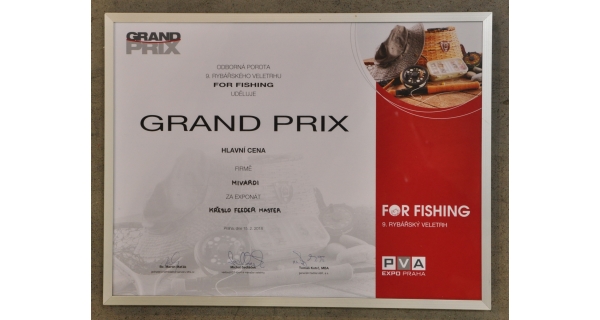 GRAND
PRIX
ODBORNÁ POROTA
9. RYBÁŘSKÉHO VELETRHU
FOR FISHING
UDĚLUJE
GRAND PRIX
HLAVNÍ CENA
FIRMĚ
MIVARDI
ZA EXPONÁT
KŘESLO FEEDER MASTER
FOR FISHING
9. RYBÁŘSKÝ VELETRH
PVA
EXPO PRAHA